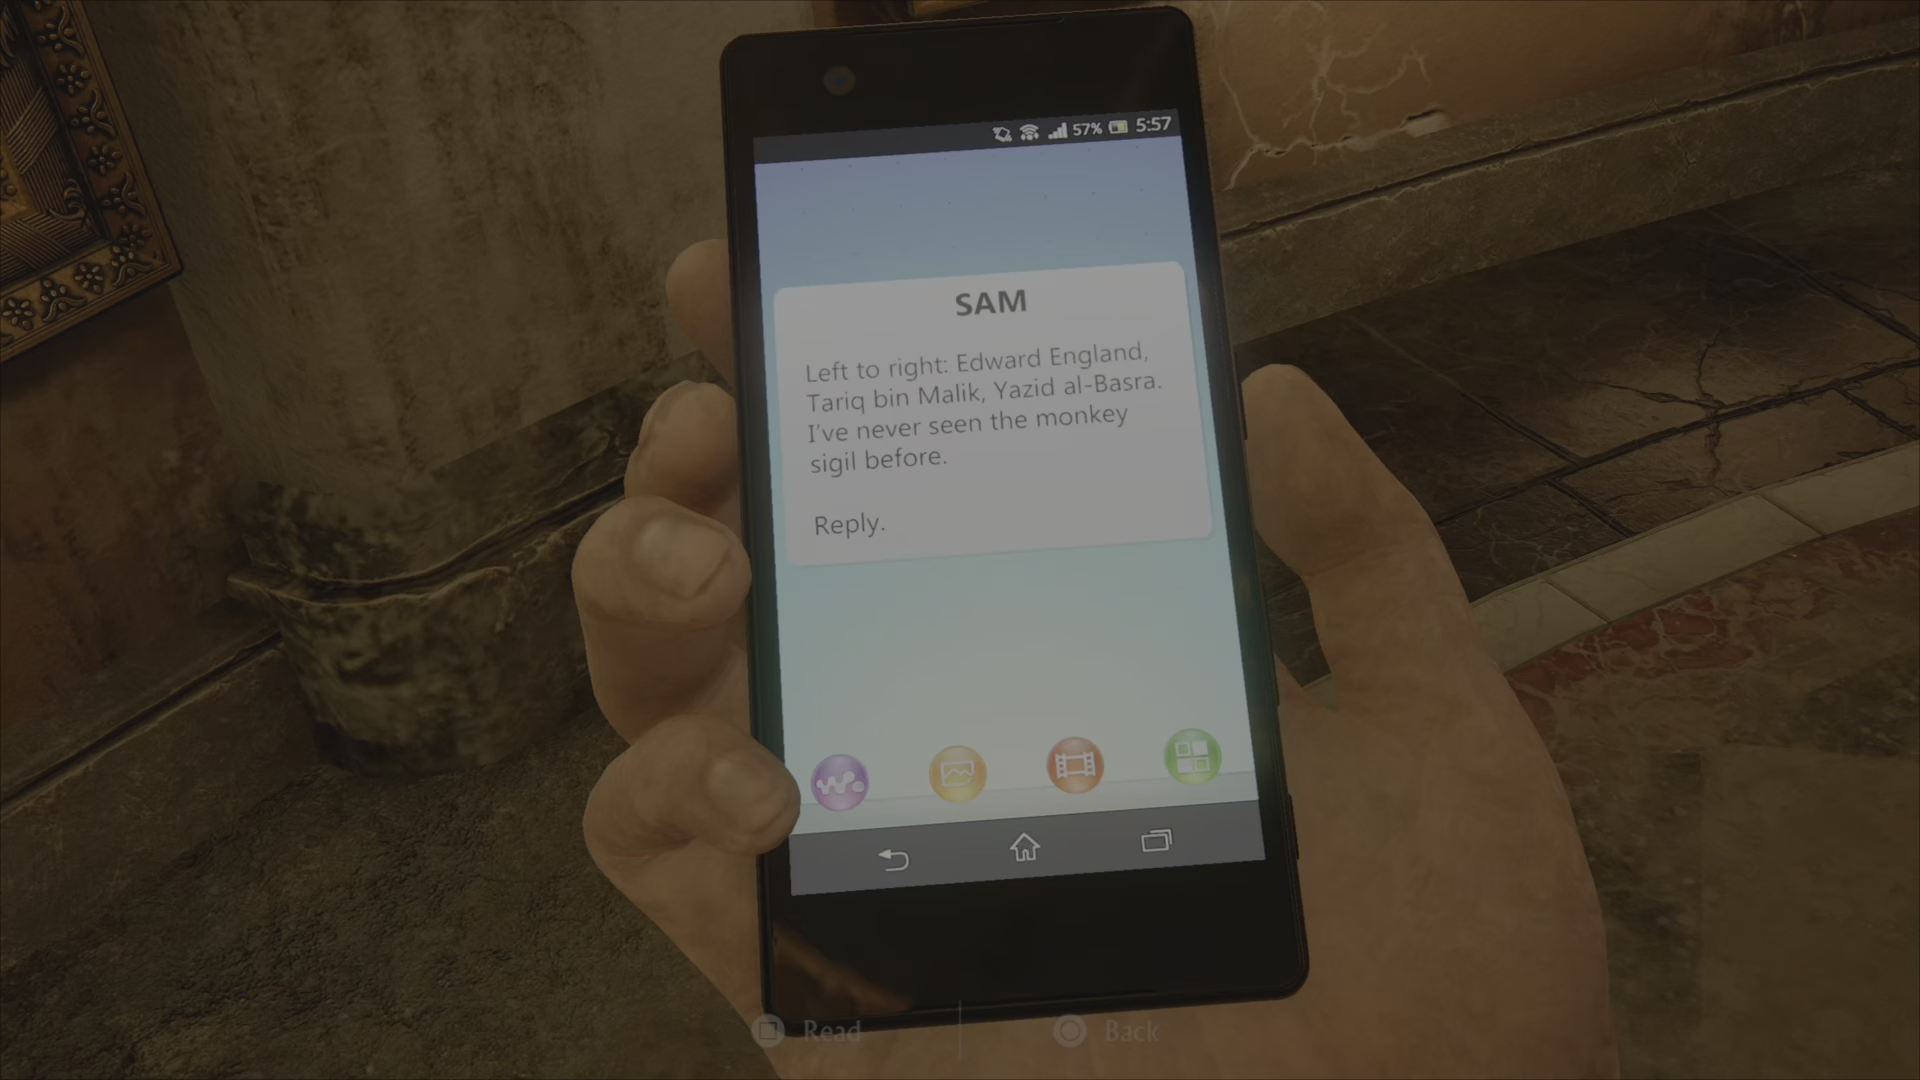 57% 5:57
SAM
Left to right: Edward England,
Tariq bin Malik, Yazid al-Basra.
I've never seen the monkey
sigil before.
Reply.
Read
Back